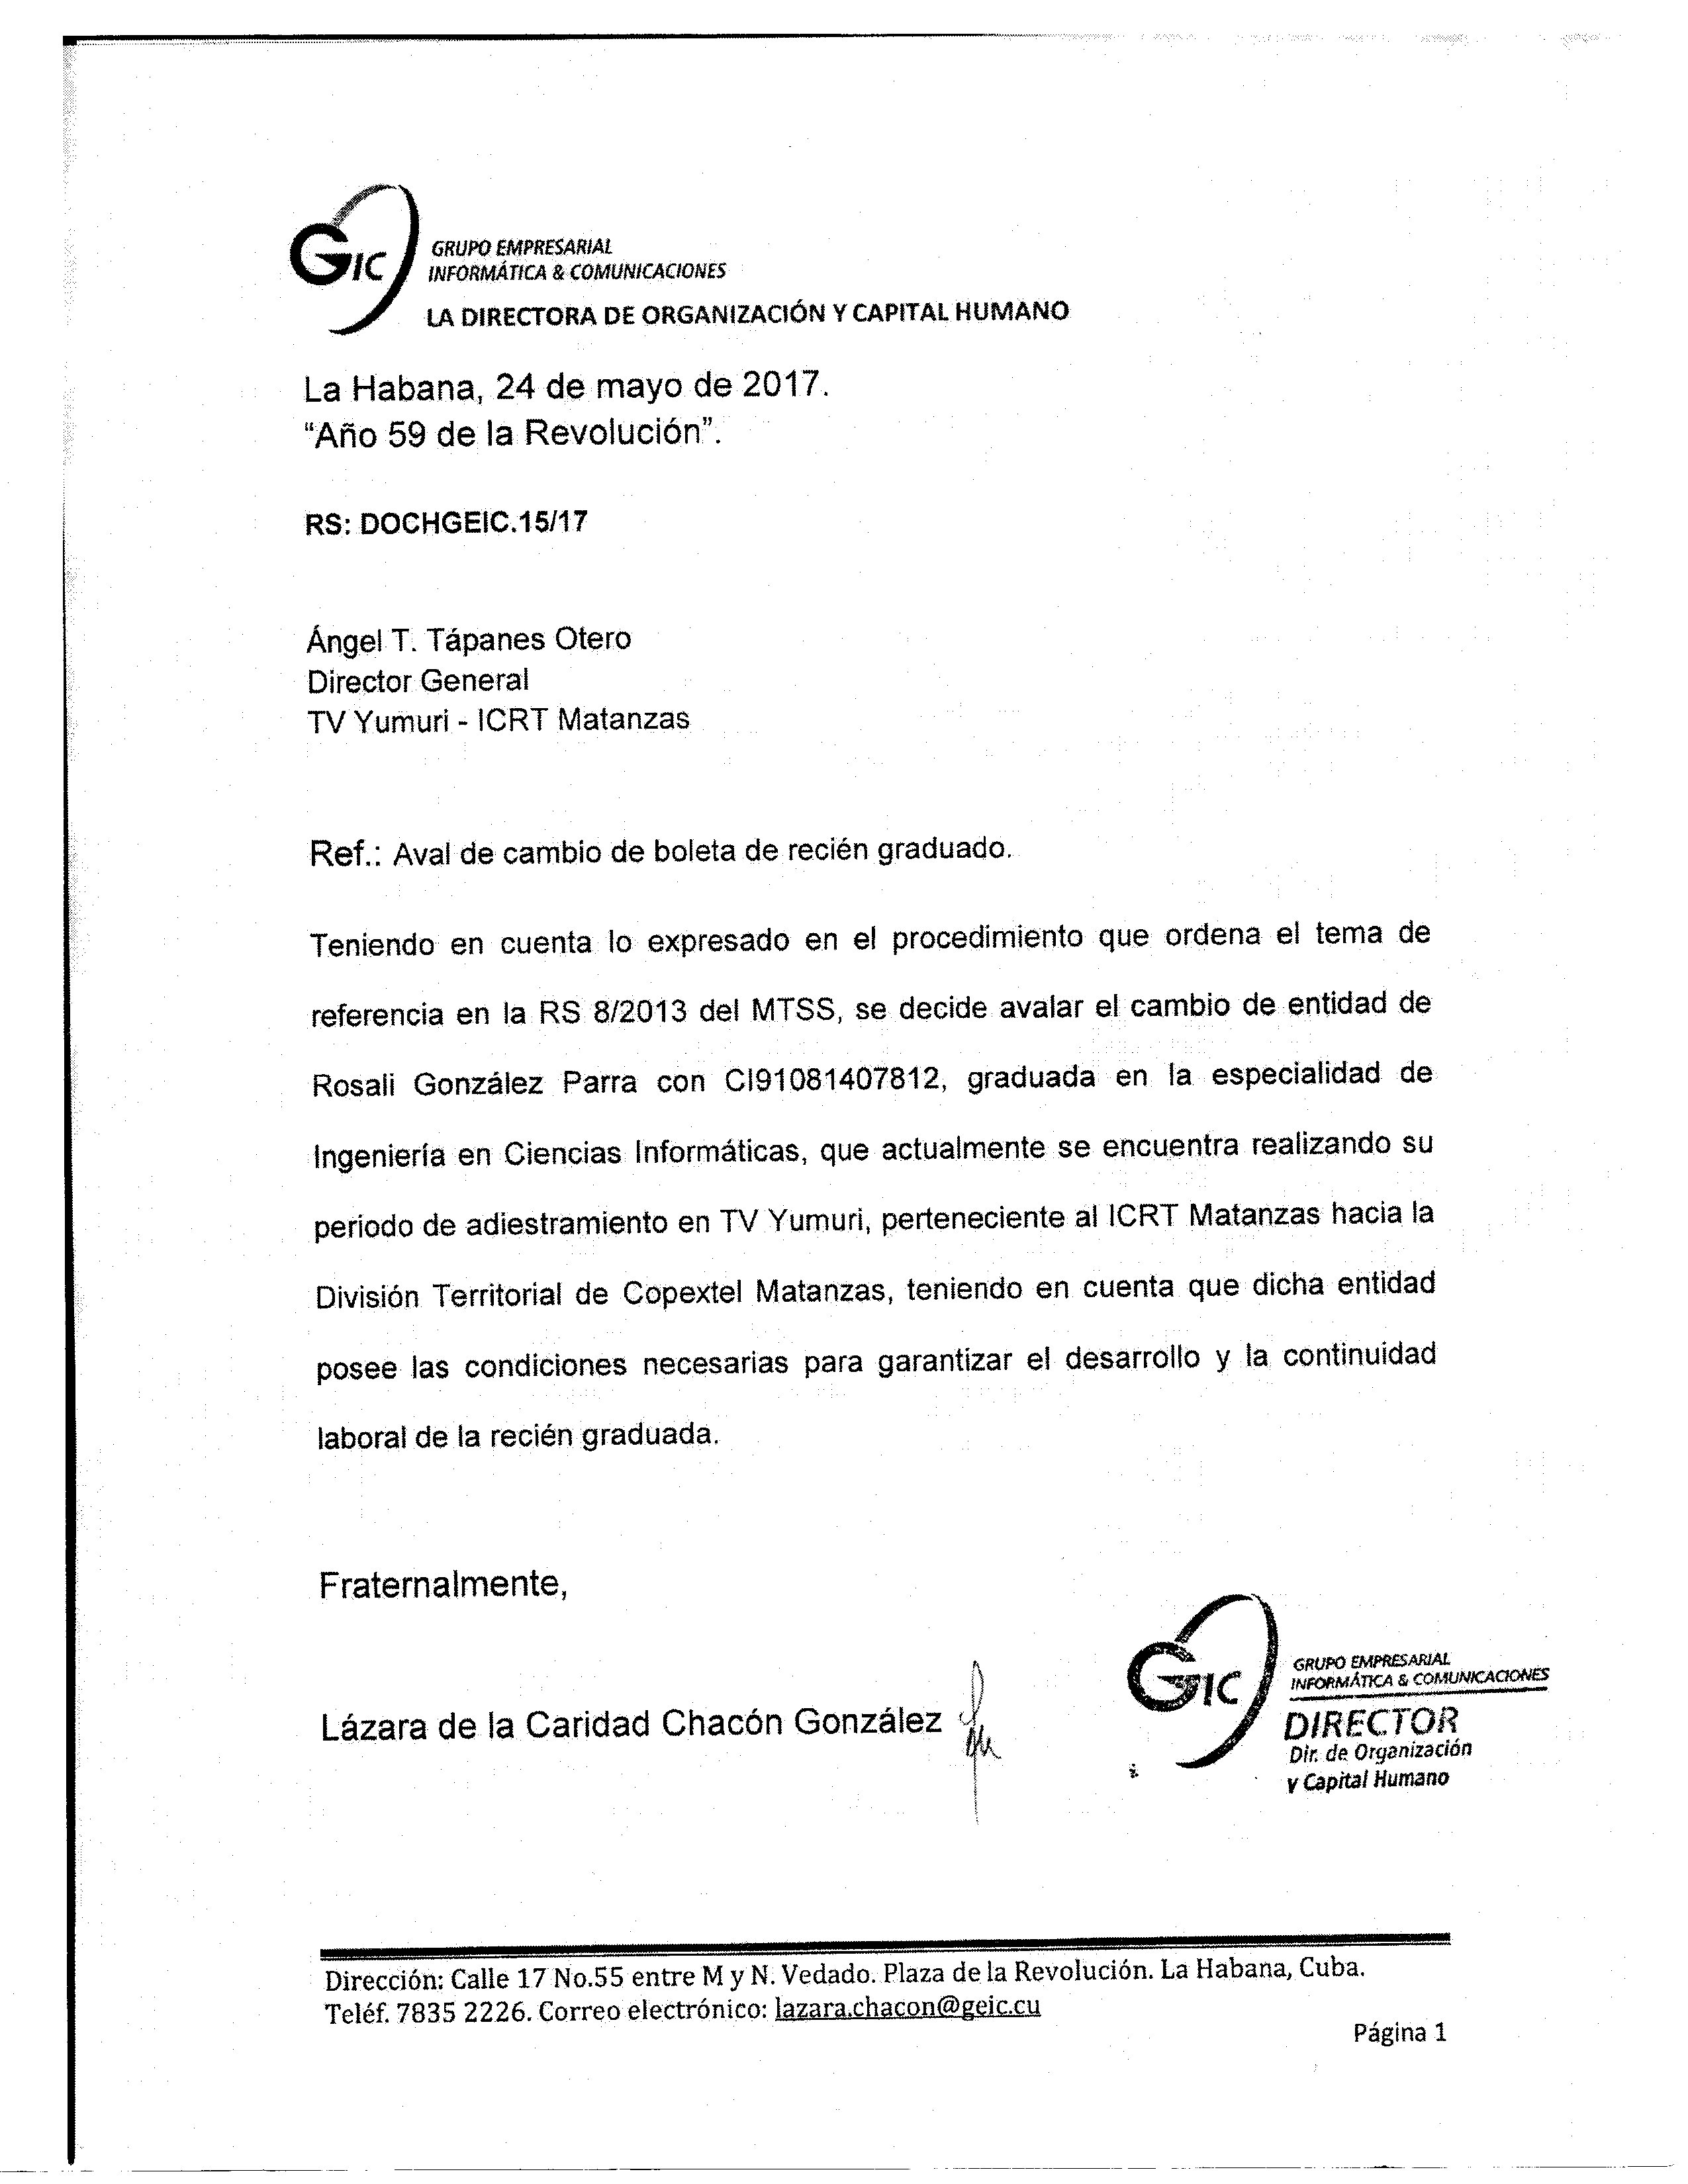 GIC
GRUPO EMPRESARIAL
INFORMÁTICA & COMUNICACIONES
LA DIRECTORA DE ORGANIZACIÓN Y CAPITAL HUMANO
La Habana, 24 de mayo de 2017.
“Año 59 de la Revolución”.
RS: DOCHGEIC.15/17
Ángel T. Tápanes Otero
Director General
TV Yumuri - ICRT Matanzas
Ref.: Aval de cambio de boleta de recién graduado.
Teniendo en cuenta lo expresado en el procedimiento que ordena el tema de
referencia en la RS 8/2013 del MTSS, se decide avalar el cambio de entidad de
Rosali González Parra con CI91081407812, graduada en la especialidad de
Ingeniería en Ciencias Informáticas, que actualmente se encuentra realizando su
periodo de adiestramiento en TV Yumuri, perteneciente al ICRT Matanzas hacia la
División Territorial de Copextel Matanzas, teniendo en cuenta que dicha entidad
posee las condiciones necesarias para garantizar el desarrollo y la continuidad
laboral de la recién graduada.
Fraternalmente,
Lázara de la Caridad Chacón González
GIC
GRUPO EMPRESARIAL
INFORMÁTICA & COMUNICACIONES
DIRECTOR
Dir. de Organización
y Capital Humano
Dirección: Calle 17 No.55 entre M y N. Vedado. Plaza de la Revolución. La Habana, Cuba.
Teléf. 7835 2226. Correo electrónico: lazara.chacon@geic.cu
Página 1